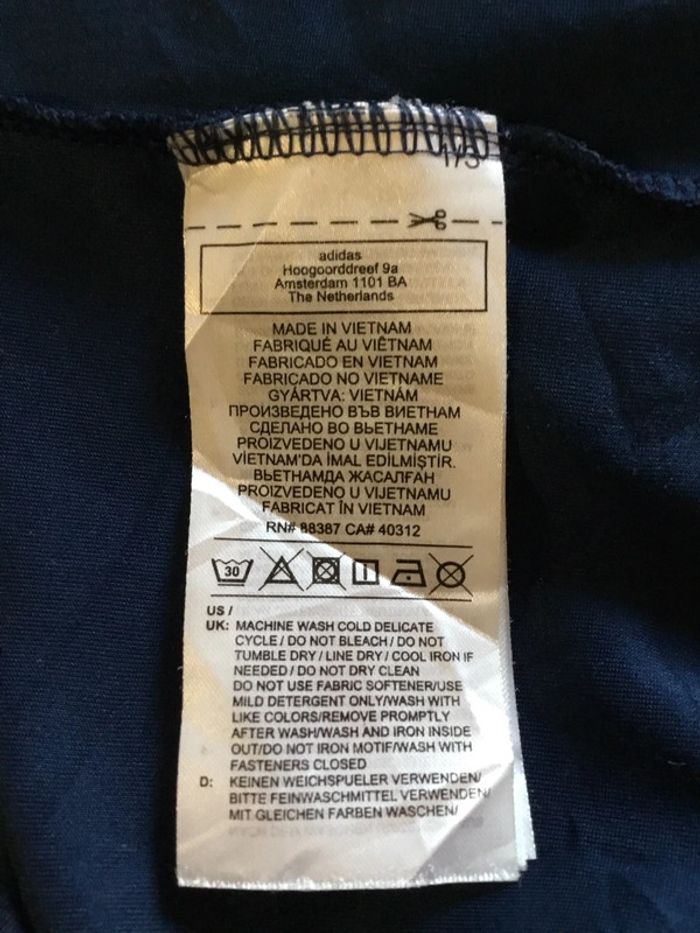 1/3
adidas
Hoogoorddreef 9a
Amsterdam 1101 BA
The Netherlands
MADE IN VIETNAM
FABRIQUÉ AU VIÊTNAM
FABRICADO EN VIETNAM
FABRICADO NO VIETNAME
GYÁRTVA: VIETNÁM
ПРОИЗВЕДЕНО ВЪВ ВИЕТНАМ
СДЕЛАНО ВО ВЬЕТНАМЕ
PROIZVEDENO U VIJETNAMU
VİETNAM'DA İMAL EDİLMİŞTİR.
ВЬЕТНАМДА ЖАСАЛҒАН
PROIZVEDENO U VIJETNAMU
FABRICAT ÎN VIETNAM
RN# 88387 CA# 40312
30
US /
UK: MACHINE WASH COLD DELICATE
CYCLE / DO NOT BLEACH / DO NOT
TUMBLE DRY / LINE DRY / COOL IRON IF
NEEDED / DO NOT DRY CLEAN
DO NOT USE FABRIC SOFTENER/USE
MILD DETERGENT ONLY/WASH WITH
LIKE COLORS/REMOVE PROMPTLY
AFTER WASH/WASH AND IRON INSIDE
OUT/DO NOT IRON MOTIF/WASH WITH
FASTENERS CLOSED
D: KEINEN WEICHSPUELER VERWENDEN/
BITTE FEINWASCHMITTEL VERWENDEN/
MIT GLEICHEN FARBEN WASCHEN/